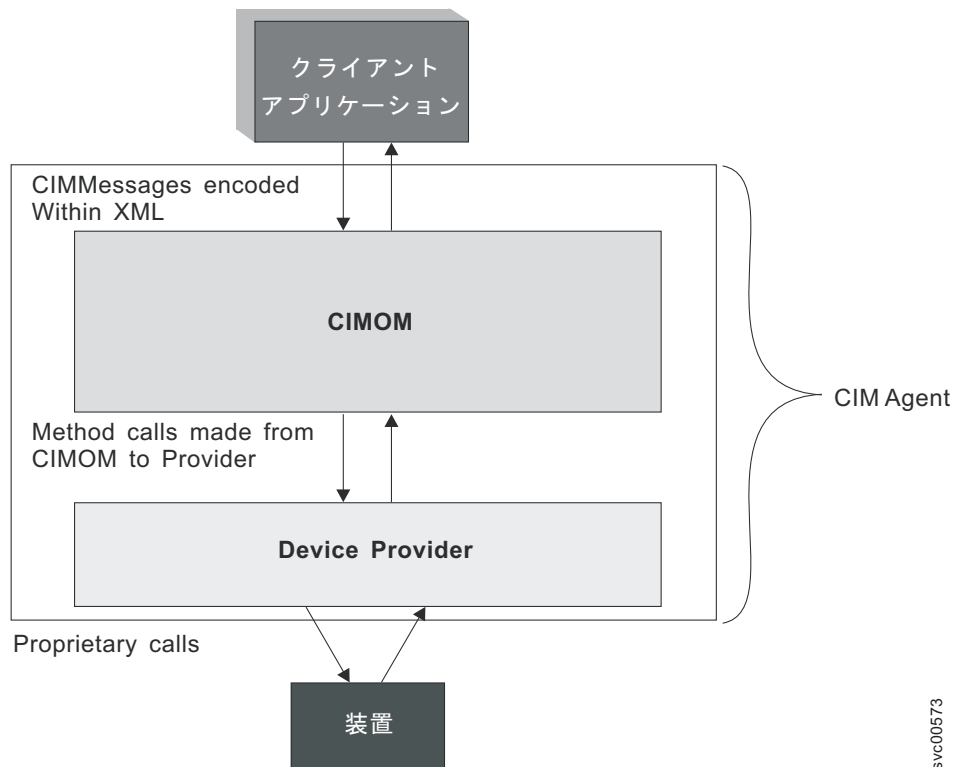 クライアント
アプリケーション
CIMMessages encoded
Within XML
CIMOM
CIM Agent
Method calls made from
CIMOM to Provider
Device Provider
Proprietary calls
装置
svc00573